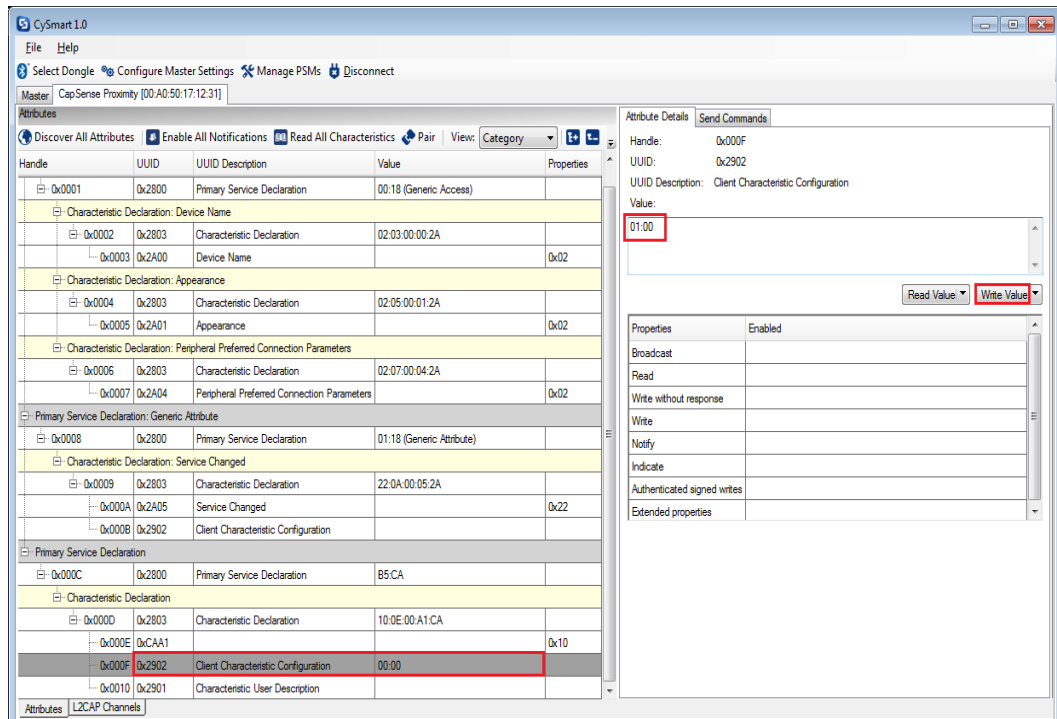 CySmart 1.0
File Help
Select Dongle Configure Master Settings Manage PSMs Disconnect
Master CapSense Proximity [00:A0:50:17:12:31]
Attributes
Discover All Attributes Enable All Notifications Read All Characteristics Pair View: Category
Handle UUID UUID Description Value Properties
0x0001 0x2800 Primary Service Declaration 00:18 (Generic Access)
Characteristic Declaration: Device Name
0x0002 0x2803 Characteristic Declaration 02:03:00:00:2A
0x0003 0x2A00 Device Name 0x02
Characteristic Declaration: Appearance
0x0004 0x2803 Characteristic Declaration 02:05:00:01:2A
0x0005 0x2A01 Appearance 0x02
Characteristic Declaration: Peripheral Preferred Connection Parameters
0x0006 0x2803 Characteristic Declaration 02:07:00:04:2A
0x0007 0x2A04 Peripheral Preferred Connection Parameters 0x02
Primary Service Declaration: Generic Attribute
0x0008 0x2800 Primary Service Declaration 01:18 (Generic Attribute)
Characteristic Declaration: Service Changed
0x0009 0x2803 Characteristic Declaration 22:0A:00:05:2A
0x000A 0x2A05 Service Changed 0x22
0x000B 0x2902 Client Characteristic Configuration
Primary Service Declaration
0x000C 0x2800 Primary Service Declaration B5:CA
Characteristic Declaration
0x000D 0x2803 Characteristic Declaration 10:0E:00:A1:CA
0x000E 0xCAA1 0x10
0x000F 0x2902 Client Characteristic Configuration 00:00
0x0010 0x2901 Characteristic User Description
Attributes L2CAP Channels
Attribute Details Send Commands
Handle: 0x000F
UUID: 0x2902
UUID Description: Client Characteristic Configuration
Value:
01:00
Read Value Write Value
Properties Enabled
Broadcast
Read
Write without response
Write
Notify
Indicate
Authenticated signed writes
Extended properties